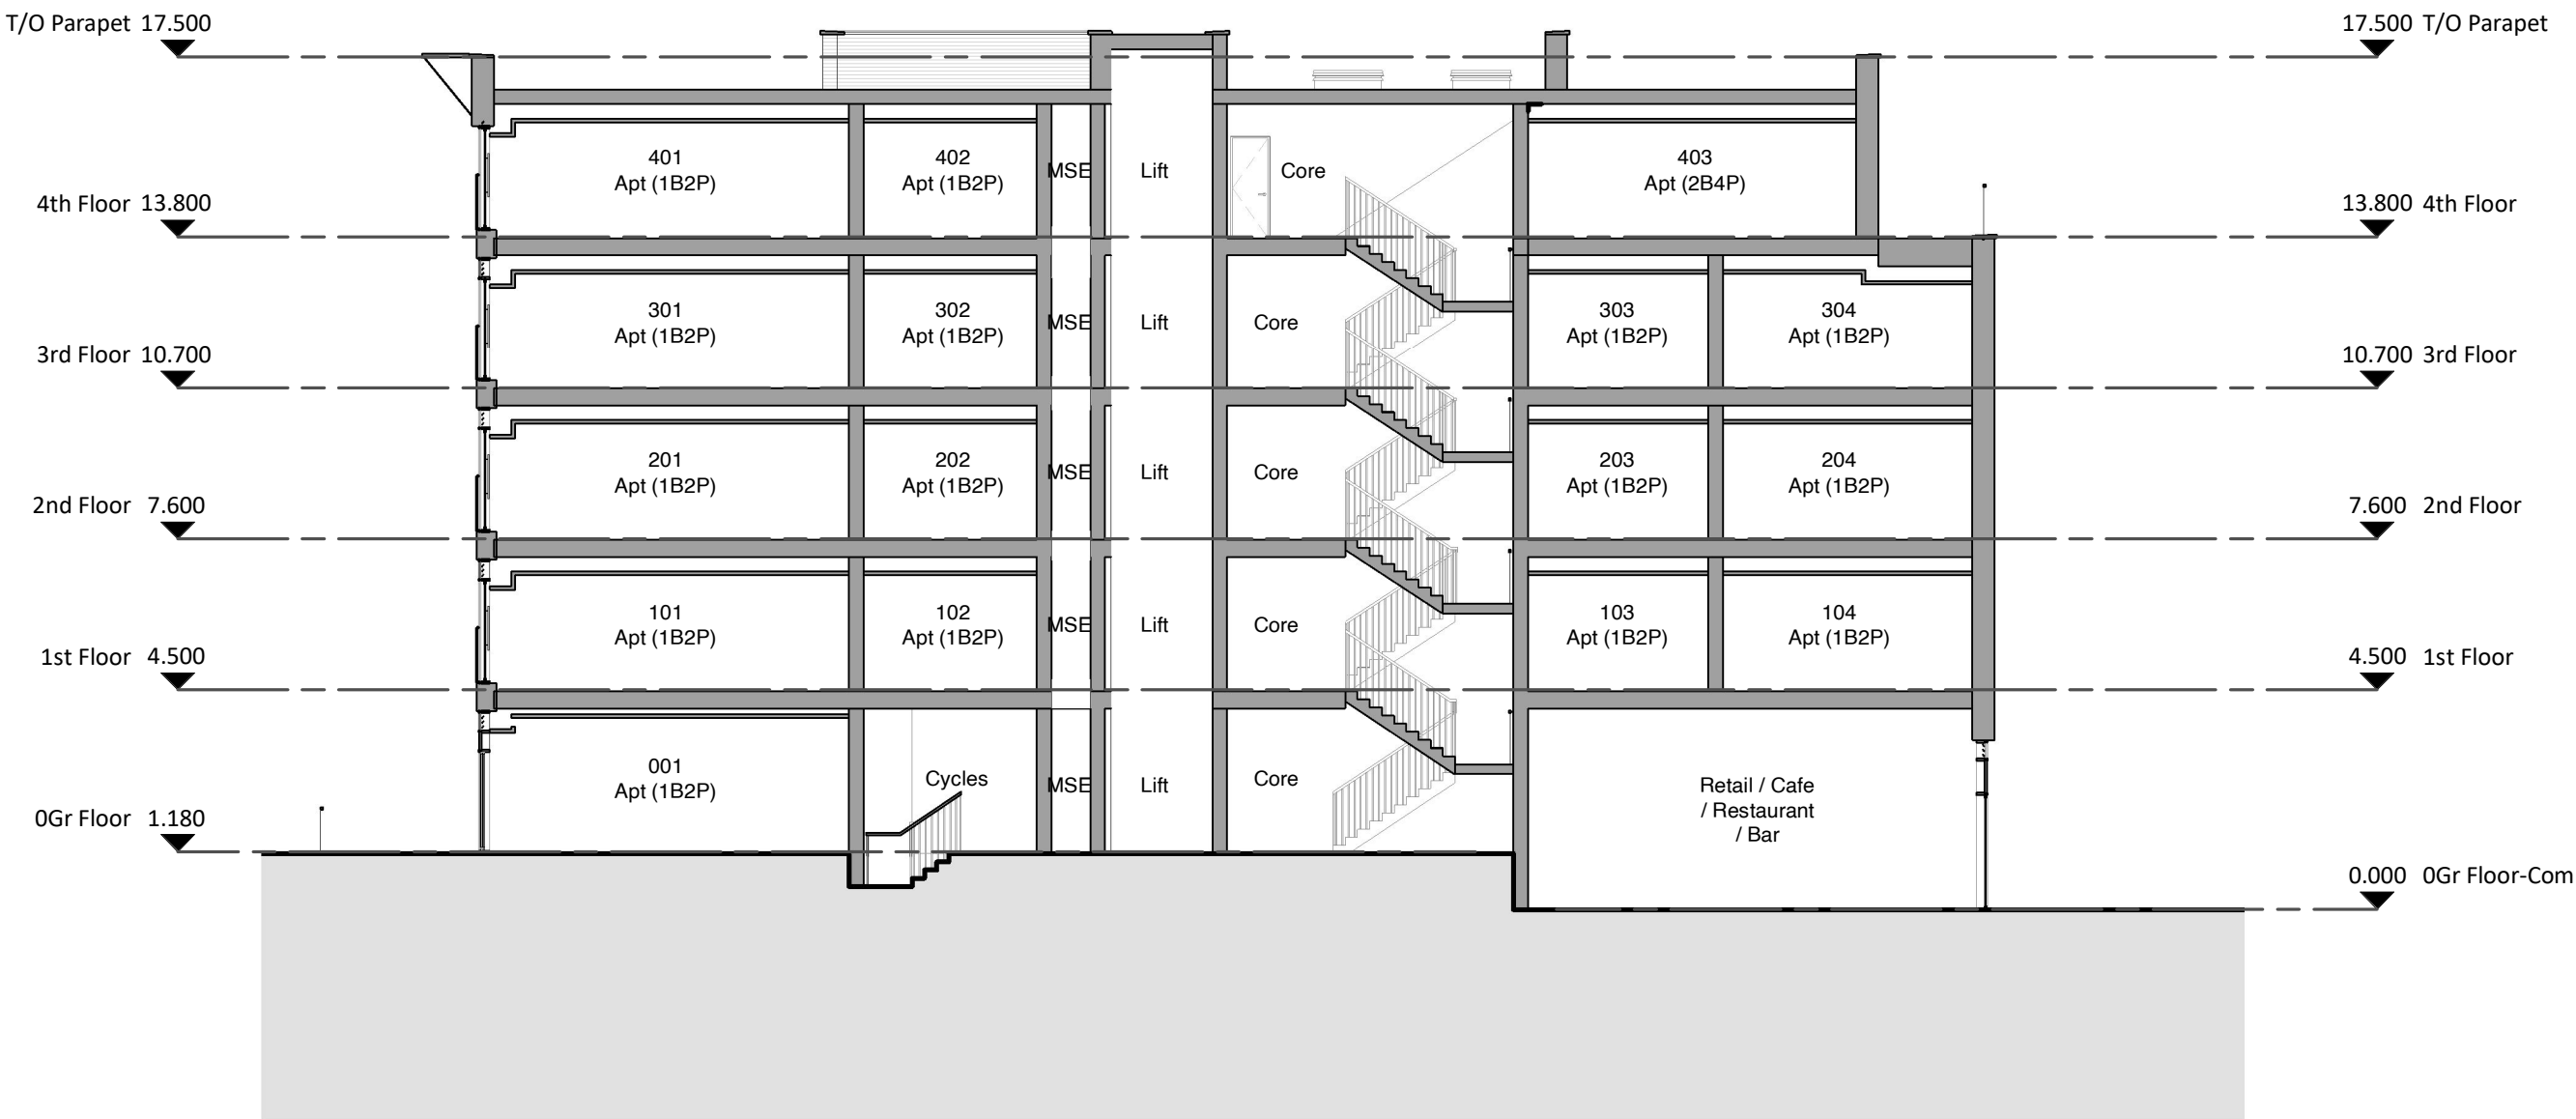 T/O Parapet 17.500
17.500 T/O Parapet
401
Apt (1B2P)
402
Apt (1B2P)
MSE
Lift
Core
403
Apt (2B4P)
4th Floor 13.800
13.800 4th Floor
301
Apt (1B2P)
302
Apt (1B2P)
MSE
Lift
Core
303
Apt (1B2P)
304
Apt (1B2P)
3rd Floor 10.700
10.700 3rd Floor
201
Apt (1B2P)
202
Apt (1B2P)
MSE
Lift
Core
203
Apt (1B2P)
204
Apt (1B2P)
2nd Floor 7.600
7.600 2nd Floor
101
Apt (1B2P)
102
Apt (1B2P)
MSE
Lift
Core
103
Apt (1B2P)
104
Apt (1B2P)
1st Floor 4.500
4.500 1st Floor
001
Apt (1B2P)
Cycles
MSE
Lift
Core
Retail / Cafe
/ Restaurant
/ Bar
0Gr Floor 1.180
0.000 0Gr Floor-Com